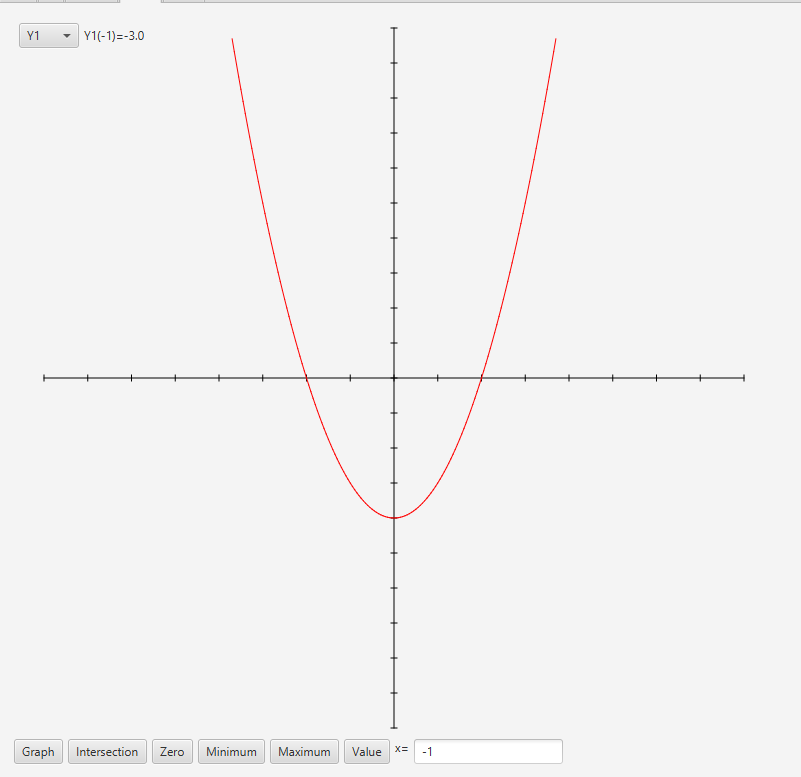 Y1 Y1(-1)=-3.0
Graph Intersection Zero Minimum Maximum Value x= -1